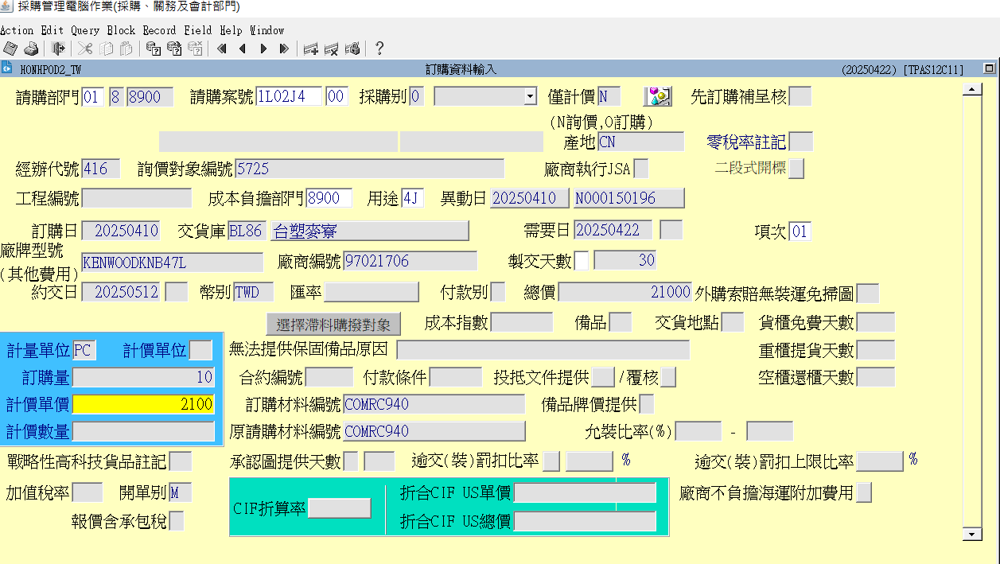 採購管理電腦作業(採購、關務及會計部門)
Action Edit Query Block Record Field Help Window
HONHPOD2_TW 訂購資料輸入 (20250422) [TPAS12C11]
請購部門 01 8 8900 請購案號 1L02J4 00 採購別 0 僅計價 N 先訂購補呈核
(N詢價,O訂購)
產地 CN 零稅率註記
經辦代號 416 詢價對象編號 5725 廠商執行JSA 二段式開標
工程編號 成本負擔部門 8900 用途 4J 異動日 20250410 N000150196
訂購日 20250410 交貨庫 BL86 台塑麥寮 需要日 20250422 項次 01
廠牌型號
(其他費用) KENWOODKNB47L 廠商編號 97021706 製交天數 30
約交日 20250512 幣別 TWD 匯率 付款別 總價 21000 外購索賠無裝運免掃圖
選擇滯料購撥對象 成本指數 備品 交貨地點 貨櫃免費天數
計量單位 PC 計價單位 無法提供保固備品原因 重櫃提貨天數
訂購量 10 合約編號 付款條件 投抵文件提供 /覆核 空櫃還櫃天數
計價單價 2100 訂購材料編號 COMRC940 備品牌價提供
計價數量 原請購材料編號 COMRC940 允裝比率(%) -
戰略性高科技貨品註記 承認圖提供天數 逾交(裝)罰扣比率 % 逾交(裝)罰扣上限比率 %
加值稅率 開單別 M CIF折算率 折合CIF US單價 廠商不負擔海運附加費用
報價含承包稅 折合CIF US總價